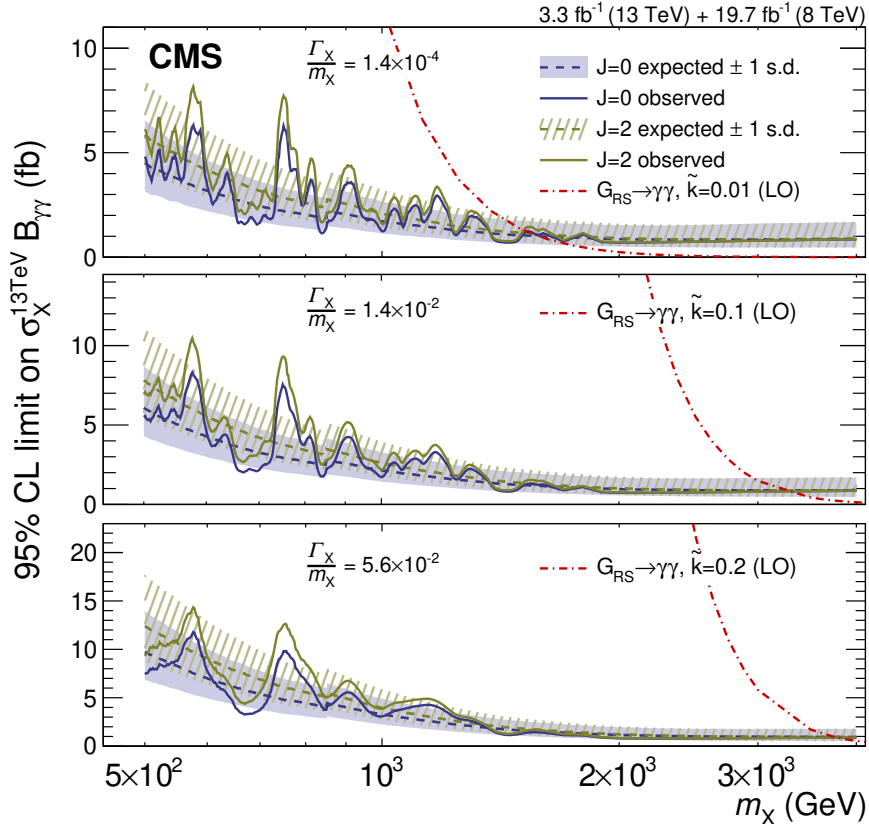 3.3 fb⁻¹ (13 TeV) + 19.7 fb⁻¹ (8 TeV)
CMS
Γ_X/m_X = 1.4×10⁻⁴
J=0 expected ± 1 s.d.
J=0 observed
J=2 expected ± 1 s.d.
J=2 observed
G_RS→γγ, k̃=0.01 (LO)
10
5
0
Γ_X/m_X = 1.4×10⁻²
G_RS→γγ, k̃=0.1 (LO)
10
5
0
Γ_X/m_X = 5.6×10⁻²
G_RS→γγ, k̃=0.2 (LO)
20
15
10
5
0
5×10² 10³ 2×10³ 3×10³
m_X (GeV)
95% CL limit on σ_X^13TeV B_γγ (fb)